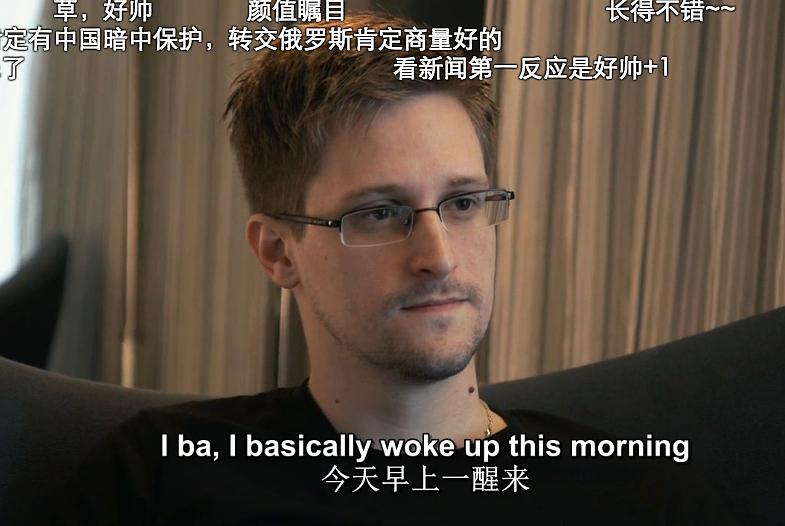 草，好帅 颜值瞩目 长得不错~~
定有中国暗中保护，转交俄罗斯肯定商量好的
了 看新闻第一反应是好帅+1
I ba, I basically woke up this morning
今天早上一醒来